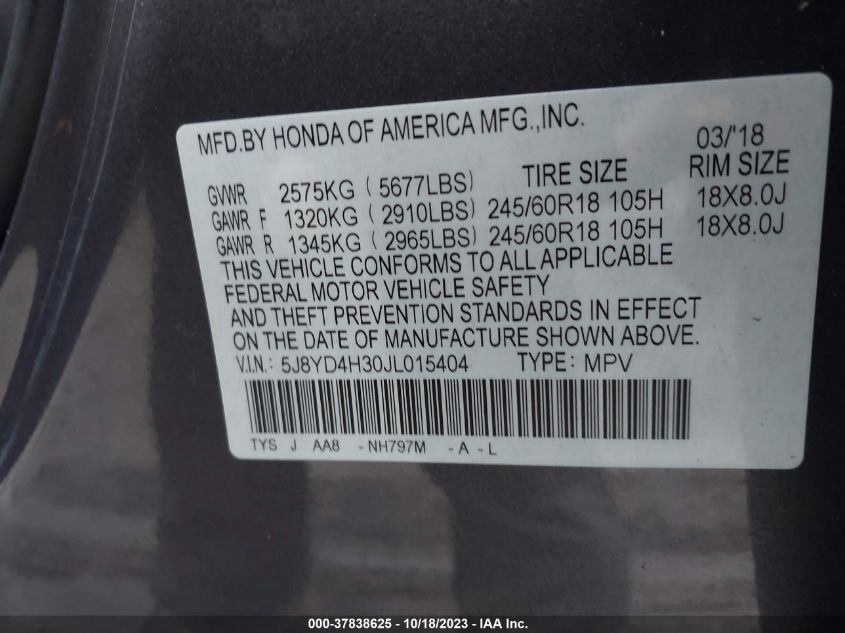 MFD.BY HONDA OF AMERICA MFG.,INC. 03/'18
TIRE SIZE RIM SIZE
GVWR 2575KG ( 5677LBS)
GAWR F 1320KG ( 2910LBS) 245/60R18 105H 18X8.0J
GAWR R 1345KG ( 2965LBS) 245/60R18 105H 18X8.0J
THIS VEHICLE CONFORMS TO ALL APPLICABLE
FEDERAL MOTOR VEHICLE SAFETY
AND THEFT PREVENTION STANDARDS IN EFFECT
ON THE DATE OF MANUFACTURE SHOWN ABOVE.
V.I.N.: 5J8YD4H30JL015404 TYPE: MPV
TYS J AA8 -NH797M -A -L
000-37838625 - 10/18/2023 - IAA Inc.